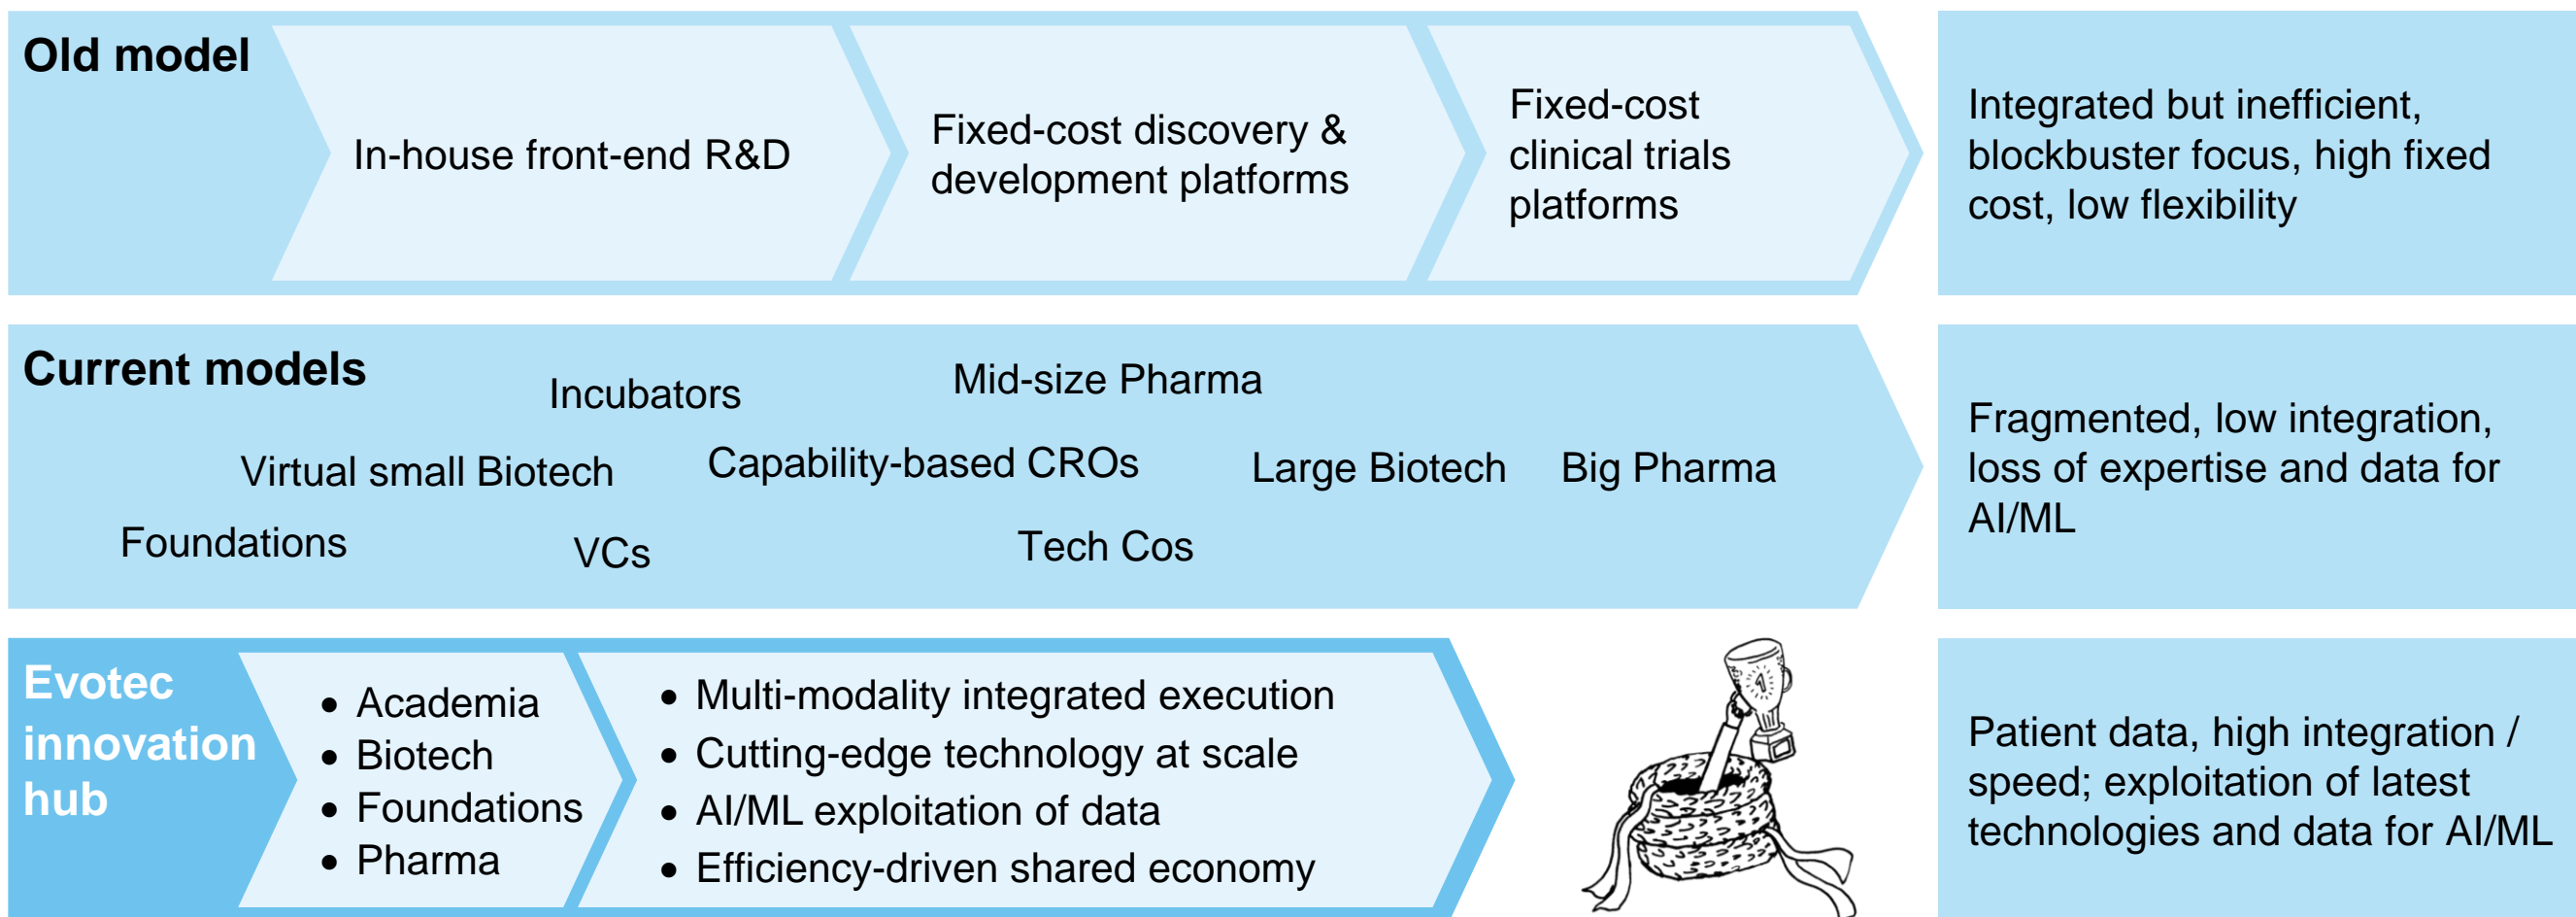 Old model
In-house front-end R&D
Fixed-cost discovery &
development platforms
Fixed-cost
clinical trials
platforms
Integrated but inefficient,
blockbuster focus, high fixed
cost, low flexibility
Current models
Incubators
Mid-size Pharma
Virtual small Biotech
Capability-based CROs
Large Biotech
Big Pharma
Foundations
VCs
Tech Cos
Fragmented, low integration,
loss of expertise and data for
AI/ML
Evotec
innovation
hub
• Academia
• Biotech
• Foundations
• Pharma
• Multi-modality integrated execution
• Cutting-edge technology at scale
• AI/ML exploitation of data
• Efficiency-driven shared economy
1
Patient data, high integration /
speed; exploitation of latest
technologies and data for AI/ML